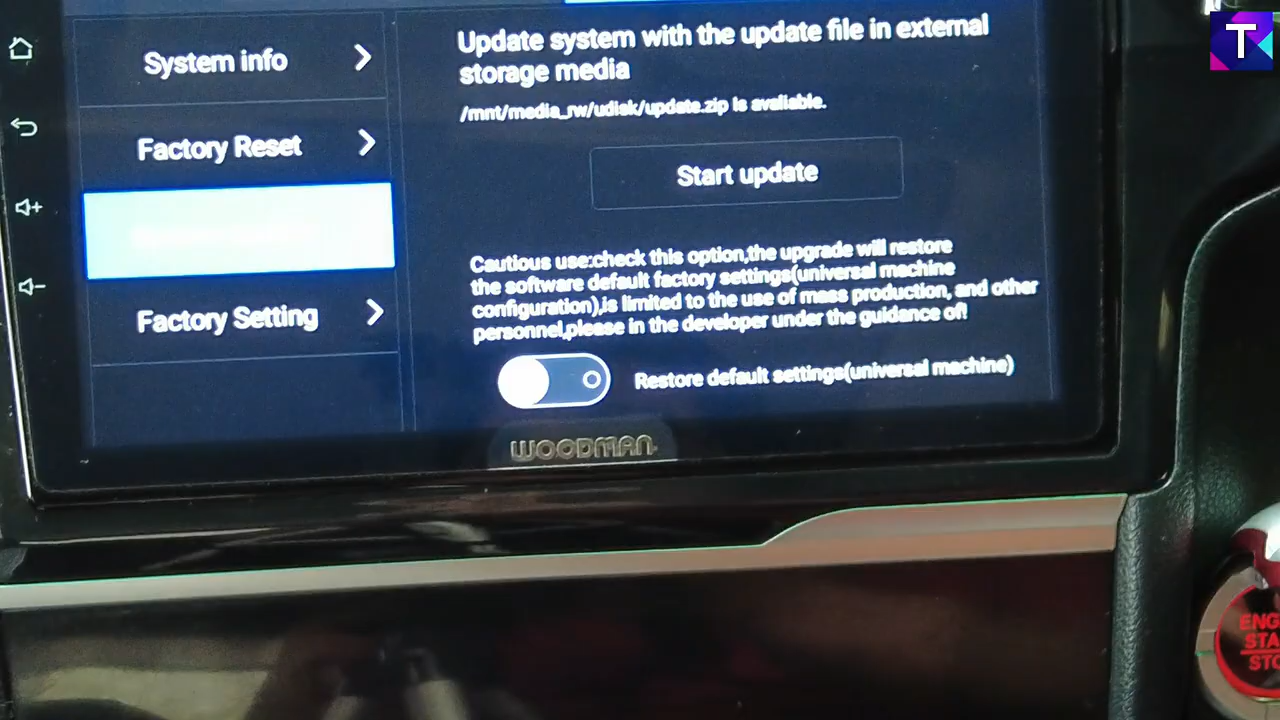 System info
Factory Reset
Factory Setting
Update system with the update file in external
storage media
/mnt/media_rw/udisk/update.zip is available.
Start update
Cautious use:check this option,the upgrade will restore
the software default factory settings(universal machine
configuration),is limited to the use of mass production, and other
personnel,please in the developer under the guidance of!
Restore default settings(universal machine)
WOODMAN
T
ENG
STA
STO